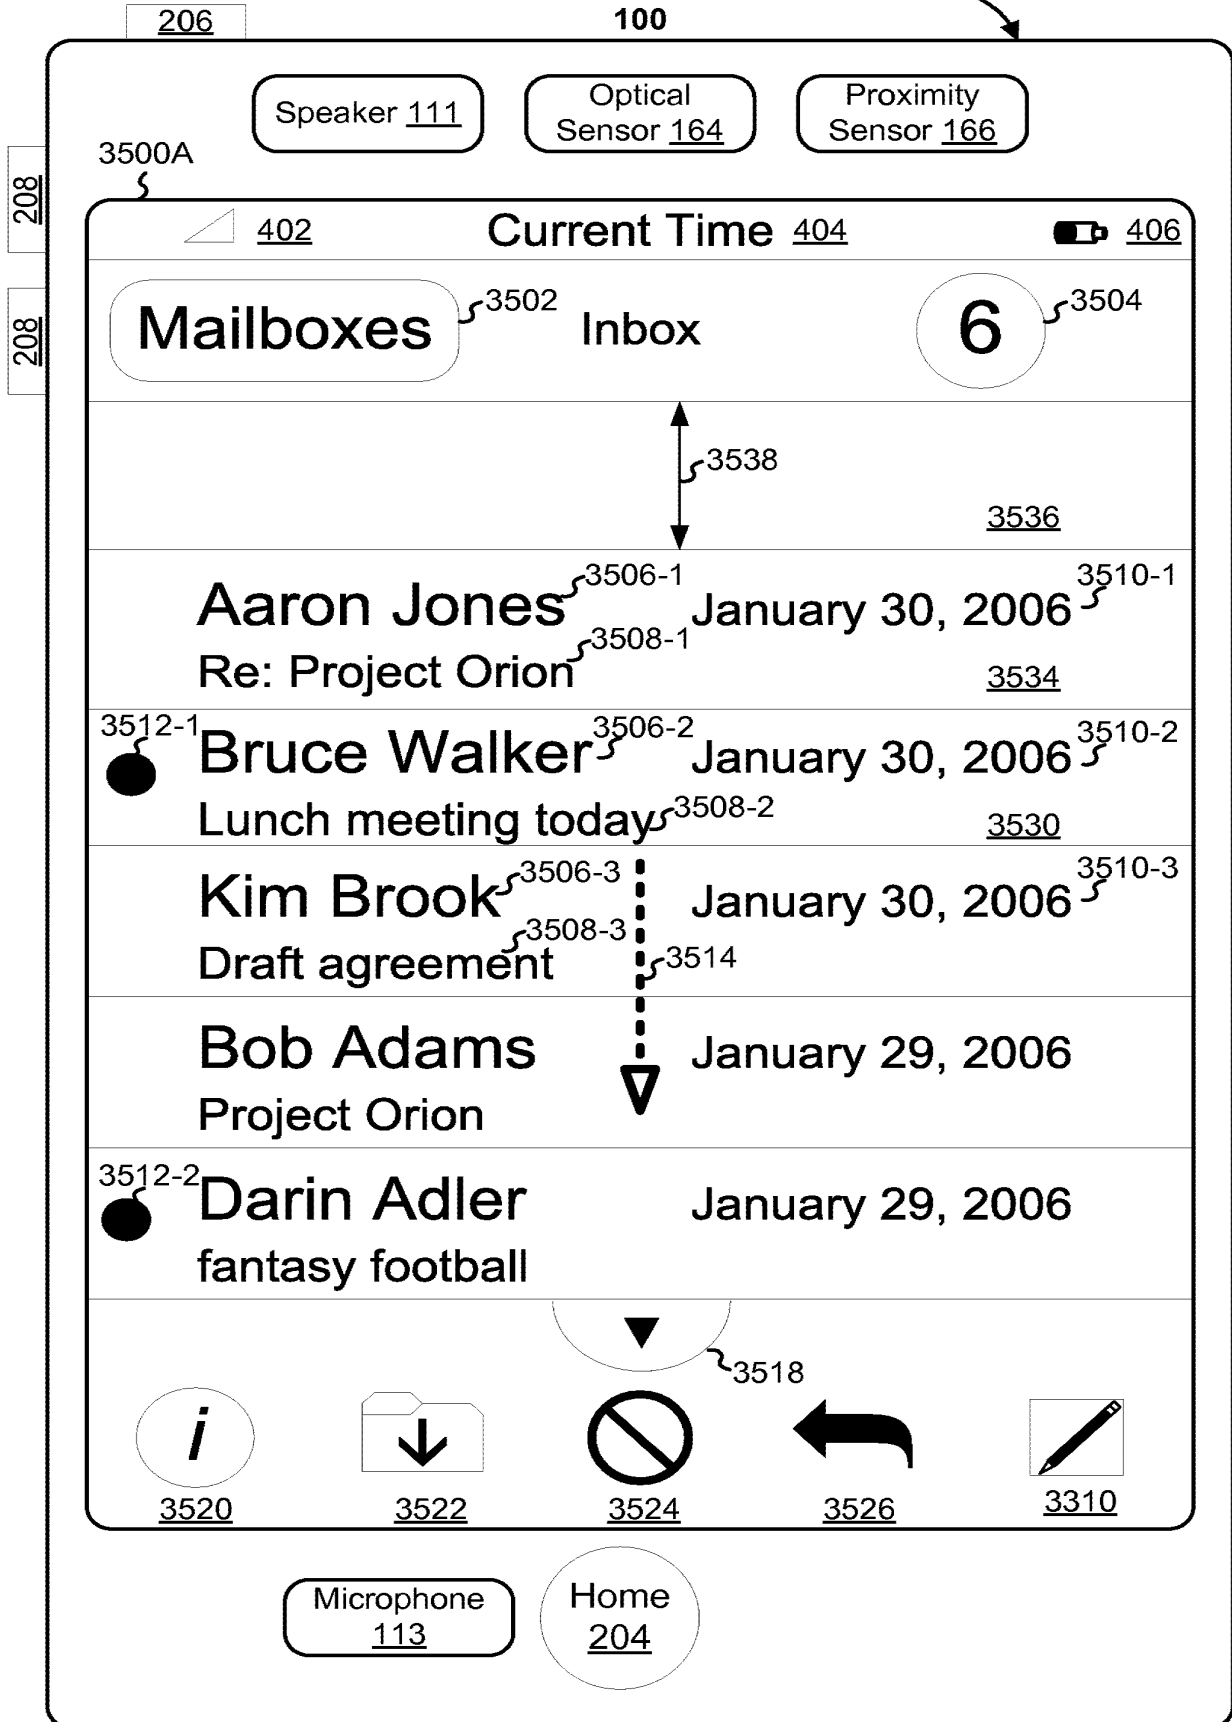 206
100
Speaker 111
Optical
Sensor 164
Proximity
Sensor 166
3500A
208
402
Current Time 404
406
208
Mailboxes
3502
Inbox
6
3504
3538
3536
Aaron Jones
3506-1
January 30, 2006
3510-1
Re: Project Orion
3508-1
3534
3512-1
Bruce Walker
3506-2
January 30, 2006
3510-2
Lunch meeting today
3508-2
3530
Kim Brook
3506-3
January 30, 2006
3510-3
Draft agreement
3508-3
3514
Bob Adams
January 29, 2006
Project Orion
3512-2
Darin Adler
January 29, 2006
fantasy football
3518
i
3520
3522
3524
3526
3310
Microphone
113
Home
204